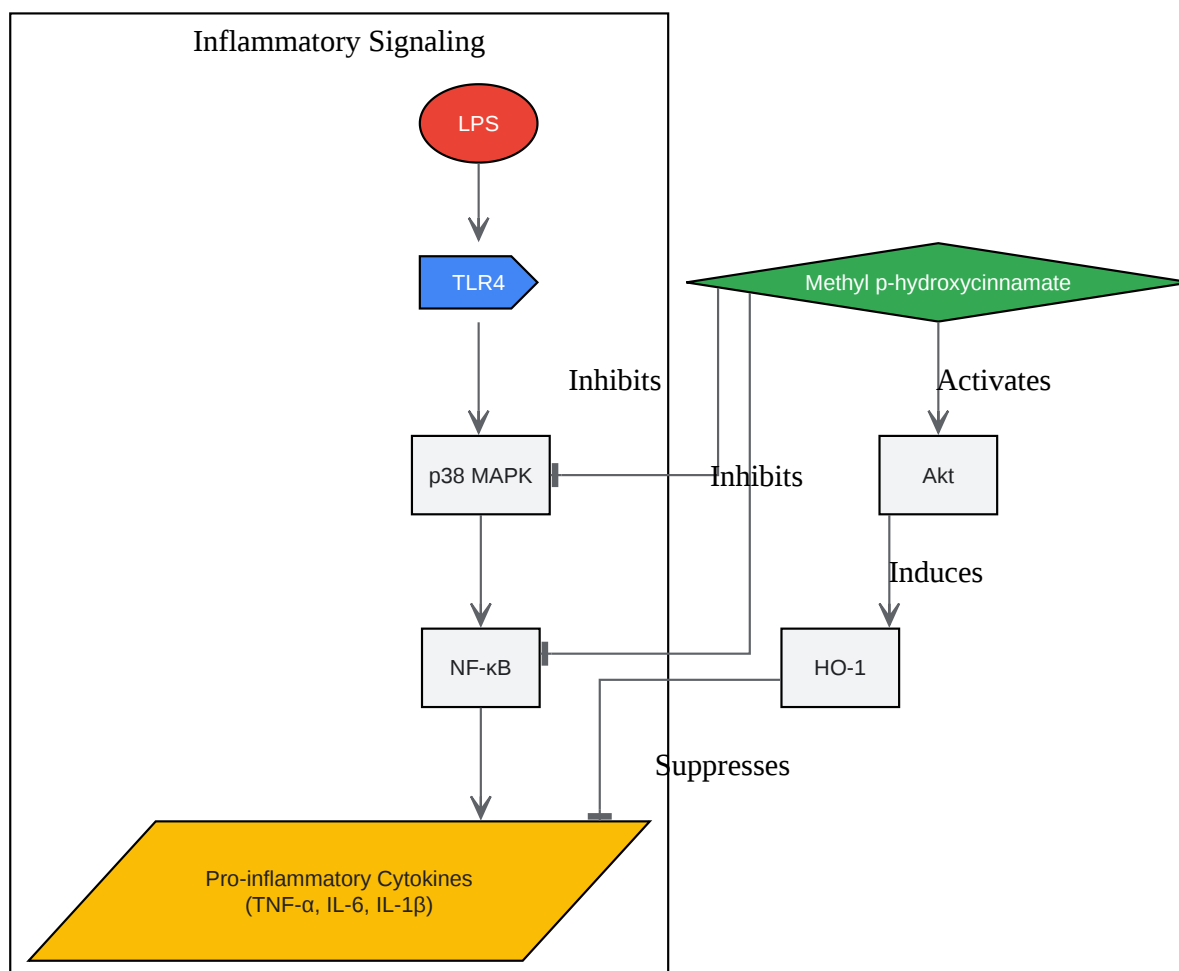 Inflammatory Signaling
LPS
TLR4
Methyl p-hydroxycinnamate
Inhibits
Activates
p38 MAPK
Inhibits
Akt
Induces
NF-κB
HO-1
Suppresses
Pro-inflammatory Cytokines
(TNF-α, IL-6, IL-1β)